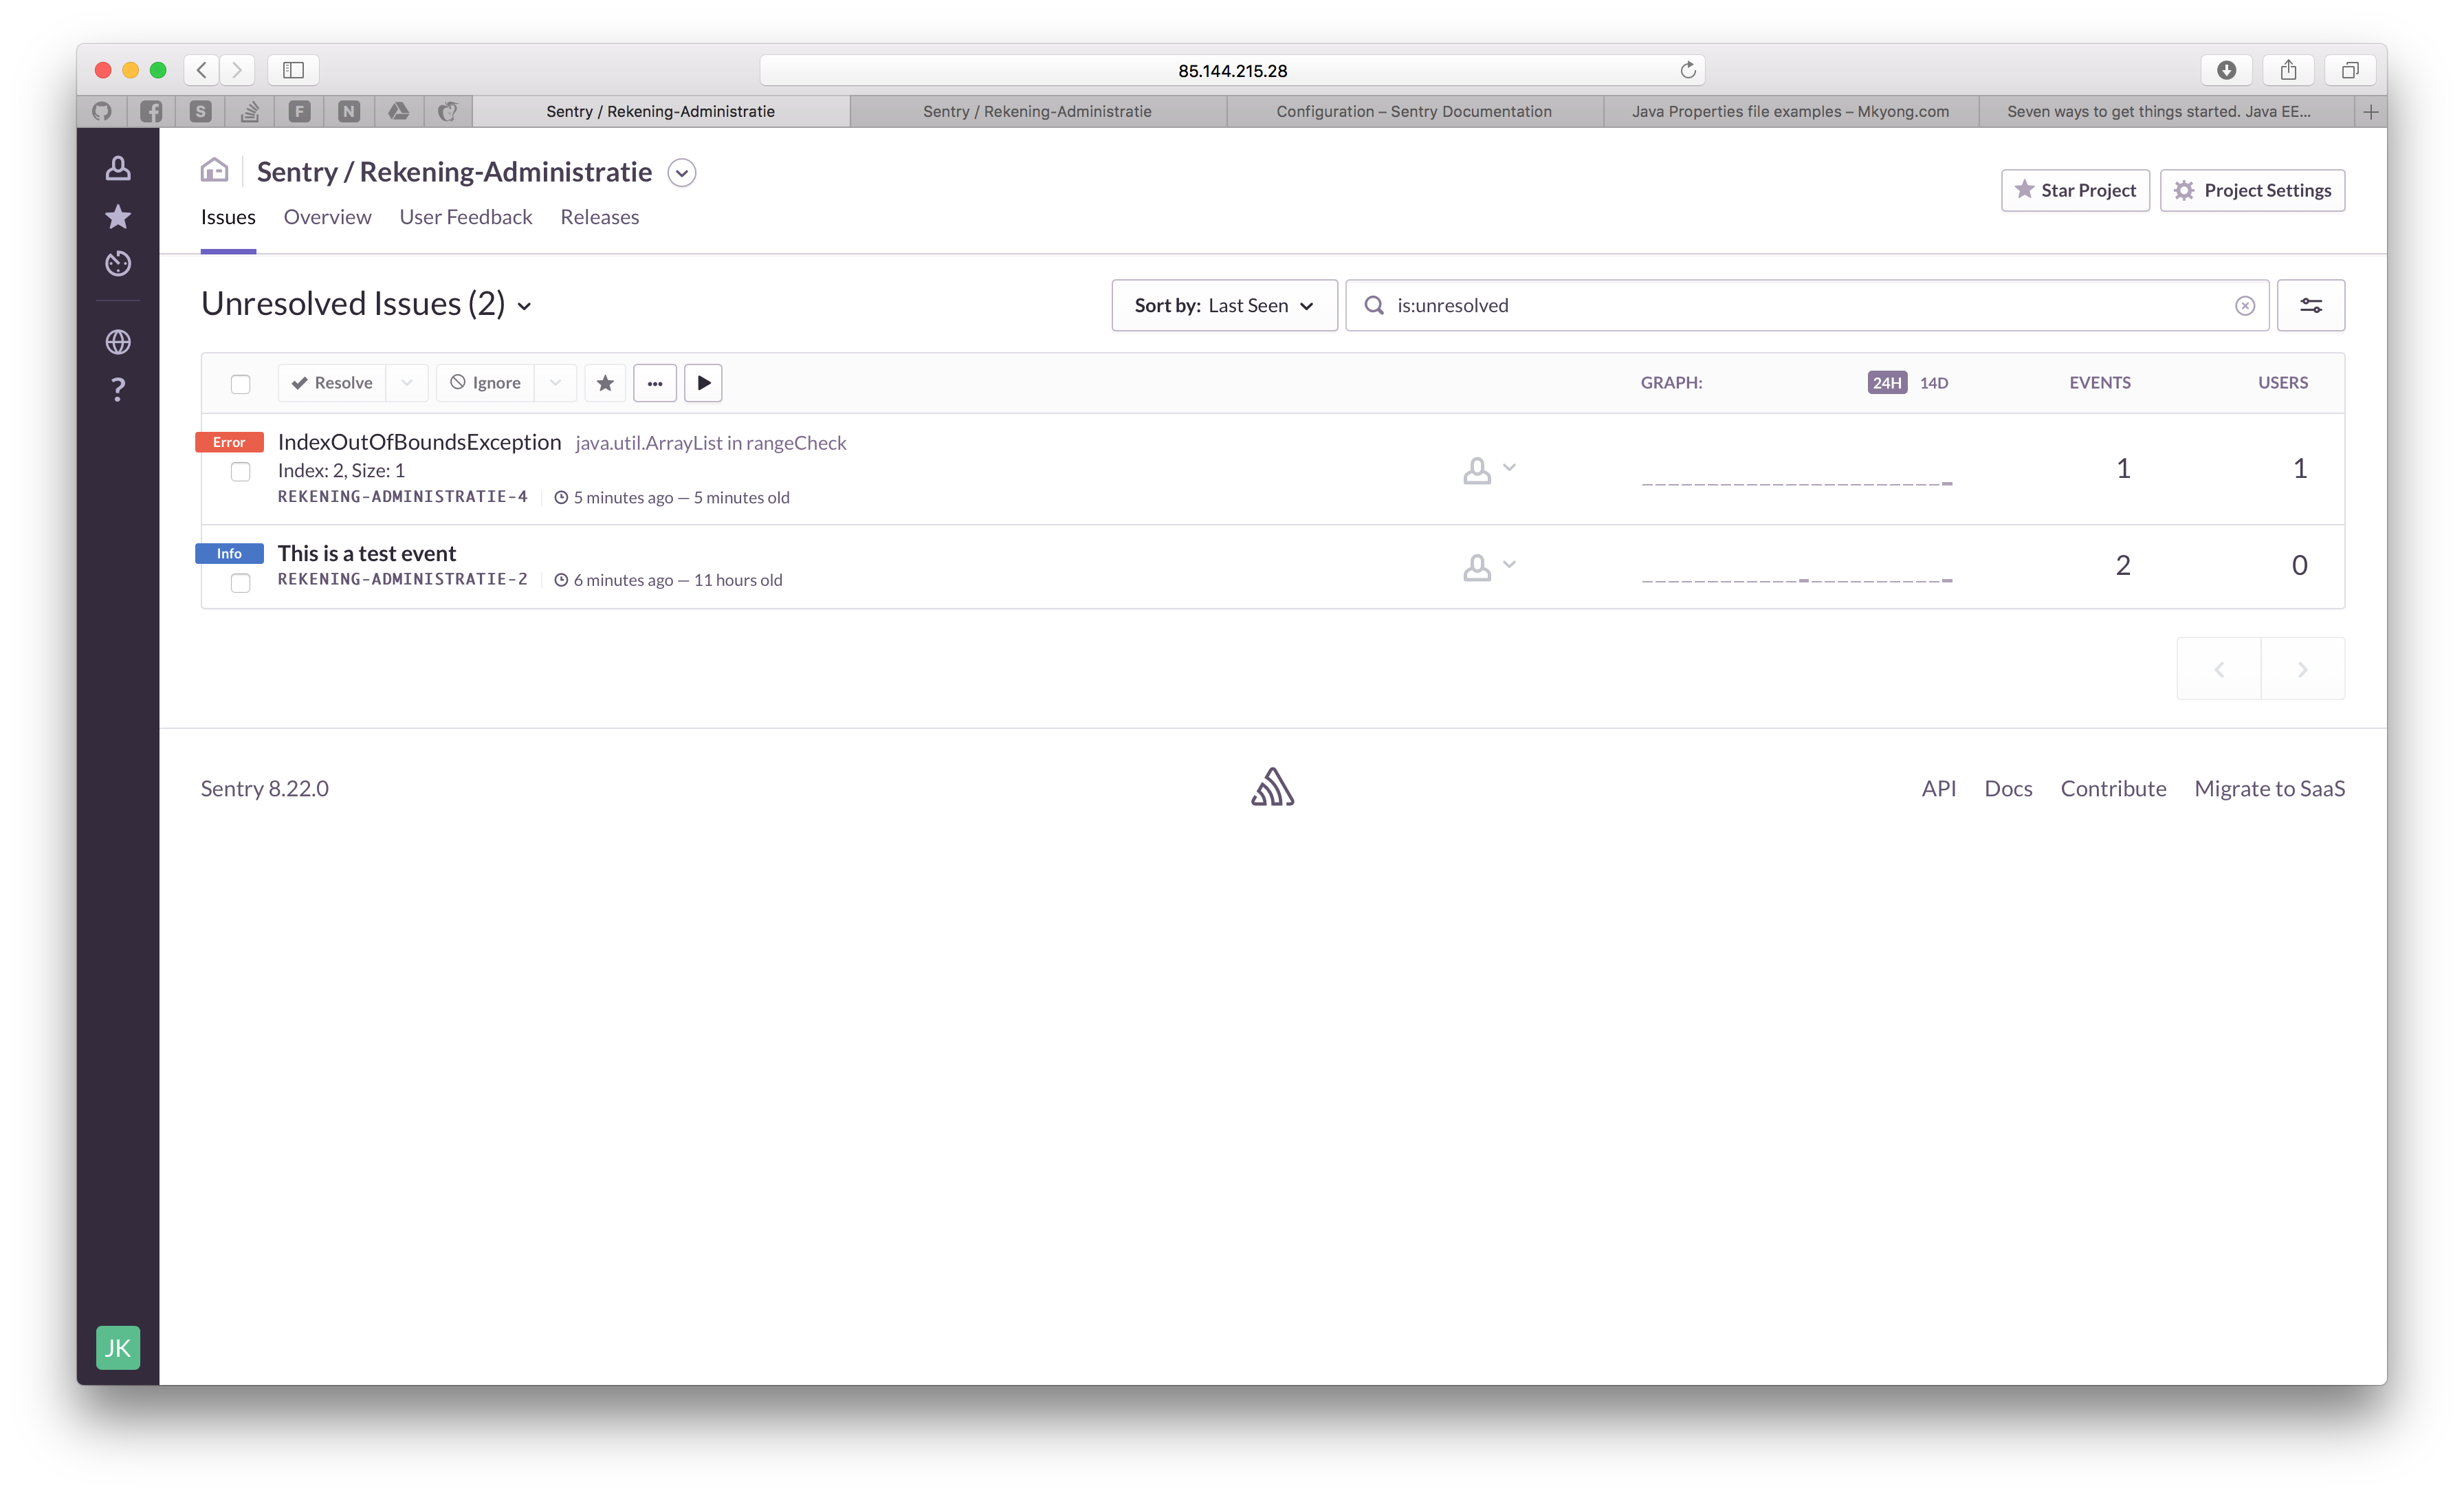 85.144.215.28
S
F
N
Sentry / Rekening-Administratie
Sentry / Rekening-Administratie
Configuration – Sentry Documentation
Java Properties file examples – Mkyong.com
Seven ways to get things started. Java EE...
Sentry / Rekening-Administratie
Star Project
Project Settings
Issues
Overview
User Feedback
Releases
Unresolved Issues (2)
Sort by: Last Seen
is:unresolved
Resolve
Ignore
GRAPH:
24H
14D
EVENTS
USERS
Error
IndexOutOfBoundsException java.util.ArrayList in rangeCheck
Index: 2, Size: 1
REKENING-ADMINISTRATIE-4
5 minutes ago — 5 minutes old
1
1
Info
This is a test event
REKENING-ADMINISTRATIE-2
6 minutes ago — 11 hours old
2
0
Sentry 8.22.0
API
Docs
Contribute
Migrate to SaaS
JK